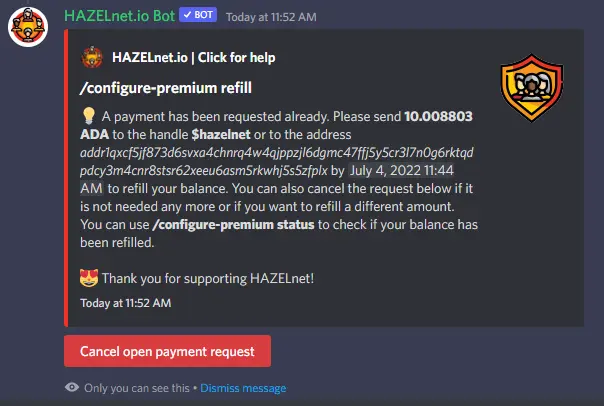 HAZELnet.io Bot ✓ BOT Today at 11:52 AM
HAZELnet.io | Click for help
/configure-premium refill
💡 A payment has been requested already. Please send 10.008803
ADA to the handle $hazelnet or to the address
addr1qxcf5jf873d6svxa4chnrq4w4qjppzjl6dgmc47ffj5y5cr3l7n0g6rktqd
pdcy3m4cnr8stsr62xeeu6asm5rkwhj5s5zfplx by July 4, 2022 11:44
AM to refill your balance. You can also cancel the request below if it
is not needed any more or if you want to refill a different amount.
You can use /configure-premium status to check if your balance has
been refilled.
😻 Thank you for supporting HAZELnet!
Today at 11:52 AM
Cancel open payment request
Only you can see this • Dismiss message